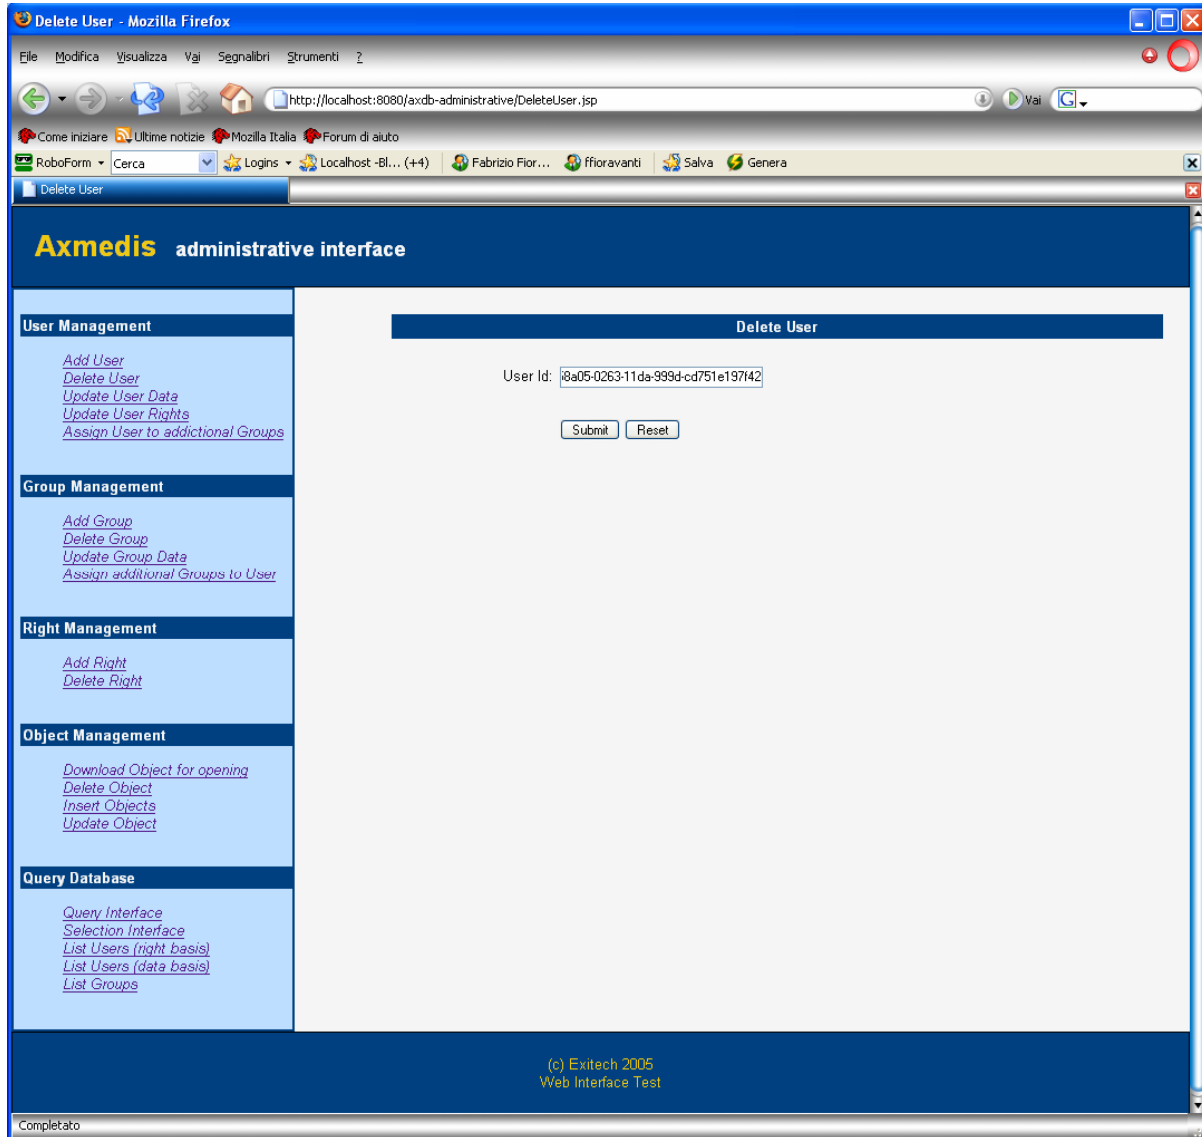 Delete User - Mozilla Firefox
File Modifica Visualizza Vai Segnalibri Strumenti ?
http://localhost:8080/axdb-administrative/DeleteUser.jsp Vai G
Come iniziare Ultime notizie Mozilla Italia Forum di aiuto
RoboForm Cerca Logins Localhost -Bl... (+4) Fabrizio Fior... ffioravanti Salva Genera
Delete User
Axmedis administrative interface
User Management
Add User
Delete User
Update User Data
Update User Rights
Assign User to addictional Groups
Group Management
Add Group
Delete Group
Update Group Data
Assign additional Groups to User
Right Management
Add Right
Delete Right
Object Management
Download Object for opening
Delete Object
Insert Objects
Update Object
Query Database
Query Interface
Selection Interface
List Users (right basis)
List Users (data basis)
List Groups
Delete User
User Id: 8a05-0263-11da-999d-cd751e197f42
Submit Reset
(c) Exitech 2005
Web Interface Test
Completato